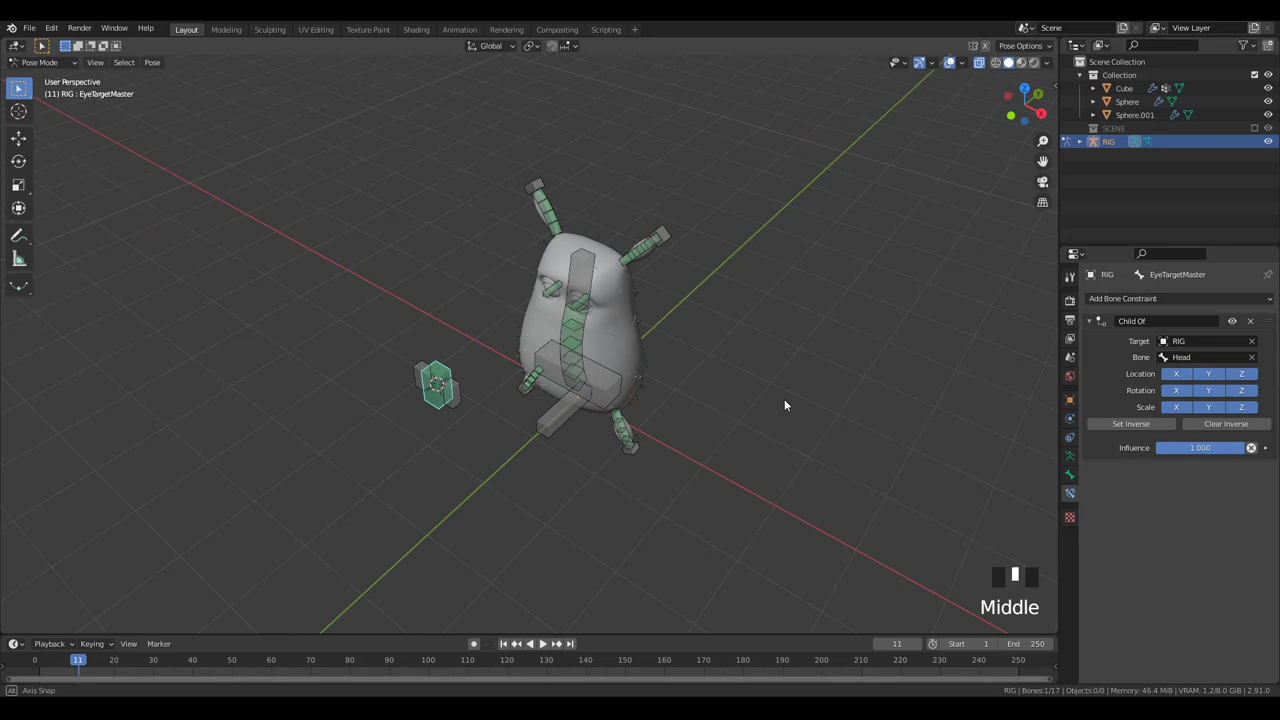 File Edit Render Window Help Layout Modeling Sculpting UV Editing Texture Paint Shading Animation Rendering Compositing Scripting + Scene View Layer
Global Pose Options
Pose Mode View Select Pose
User Perspective
(11) RIG : EyeTargetMaster
Z
Y
X
Scene Collection
Collection
Cube
Sphere
Sphere.001
SCENE
RIG
RIG EyeTargetMaster
Add Bone Constraint
Child Of
Target RIG
Bone Head
Location X Y Z
Rotation X Y Z
Scale X Y Z
Set Inverse Clear Inverse
Influence 1.000
Middle
Playback Keying View Marker 11 Start 1 End 250
0 11 20 30 40 50 60 70 80 90 100 110 120 130 140 150 160 170 180 190 200 210 220 230 240 250
Alt Axis Snap RIG | Bones:1/17 | Objects:0/0 | Memory: 46.4 MiB | VRAM: 1.2/8.0 GiB | 2.91.0